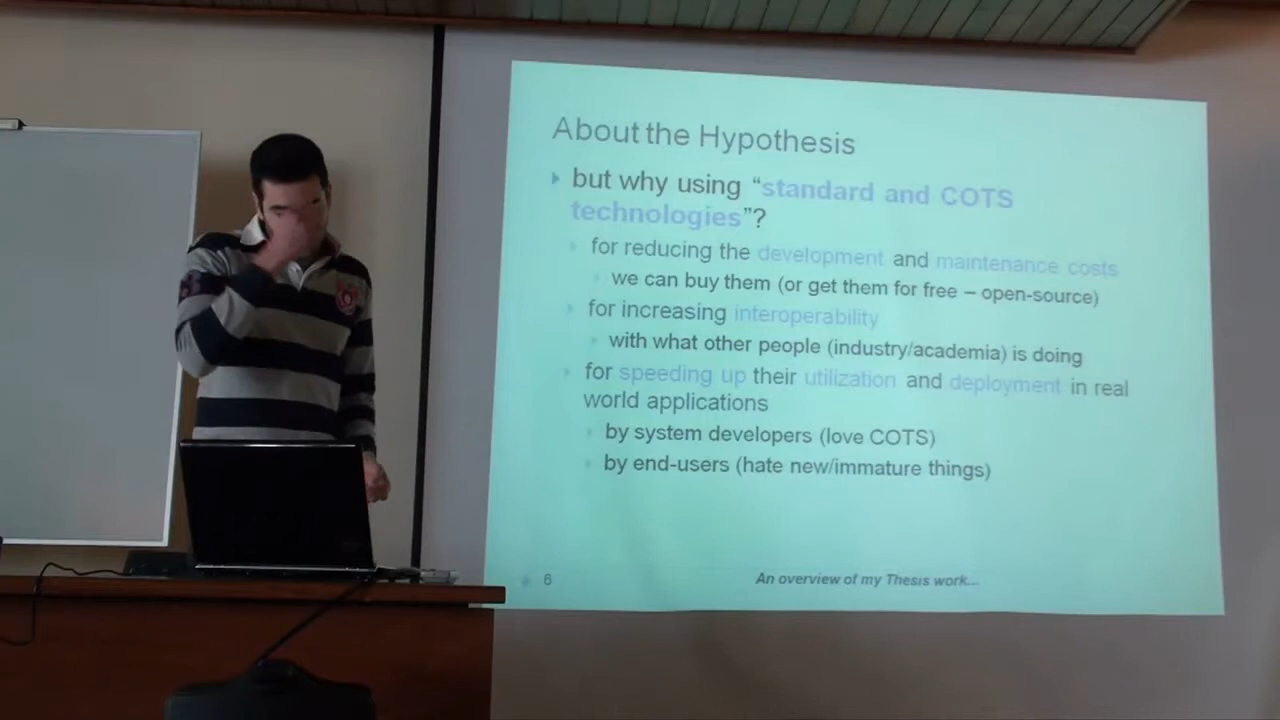 About the Hypothesis
but why using “standard and COTS
technologies”?
for reducing the development and maintenance costs
we can buy them (or get them for free – open-source)
for increasing interoperability
with what other people (industry/academia) is doing
for speeding up their utilization and deployment in real
world applications
by system developers (love COTS)
by end-users (hate new/immature things)
6
An overview of my Thesis work...